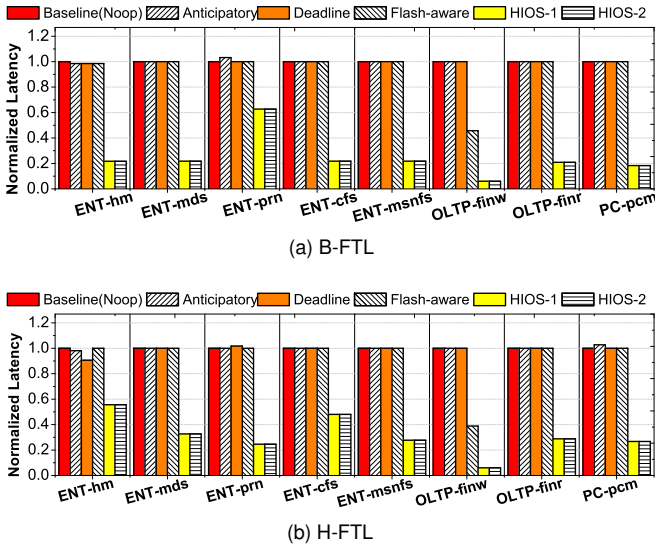 Baseline(Noop) Anticipatory Deadline Flash-aware HIOS-1 HIOS-2
Normalized Latency
1.2
1.0
0.8
0.6
0.4
0.2
0.0
ENT-hm ENT-mds ENT-prn ENT-cfs ENT-msnfs OLTP-finw OLTP-finr PC-pcm
(a) B-FTL
Baseline(Noop) Anticipatory Deadline Flash-aware HIOS-1 HIOS-2
Normalized Latency
1.2
1.0
0.8
0.6
0.4
0.2
0.0
ENT-hm ENT-mds ENT-prn ENT-cfs ENT-msnfs OLTP-finw OLTP-finr PC-pcm
(b) H-FTL